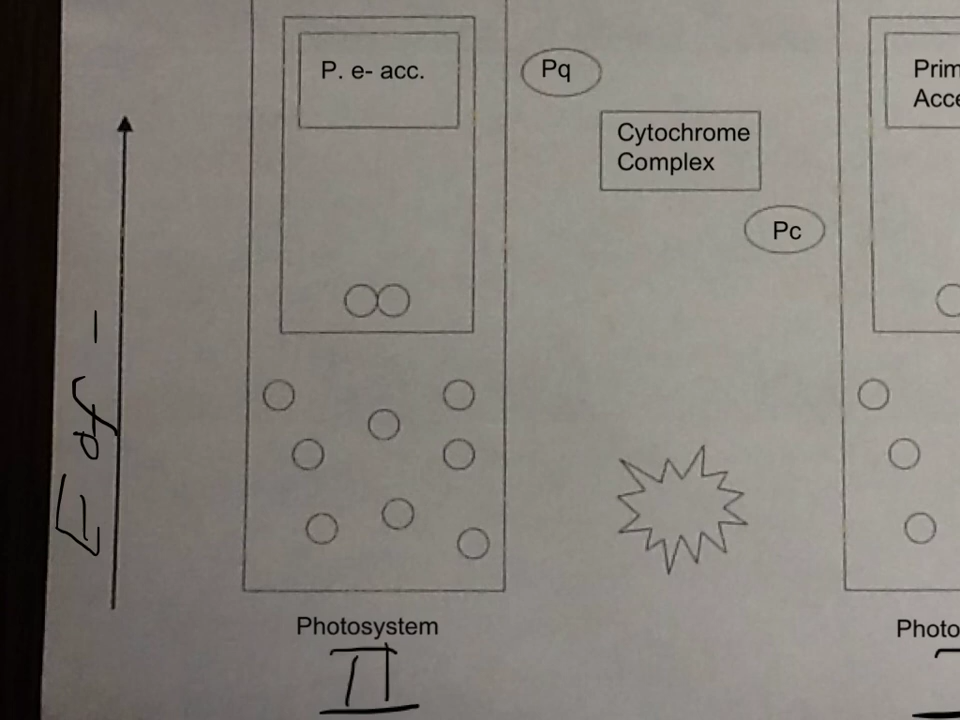 P. e- acc.
Pq
Cytochrome
Complex
Pc
Prim
Acce
E of -
Photosystem
II
Photo